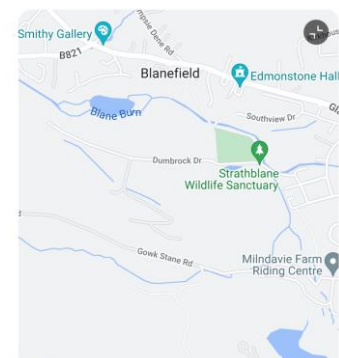 Smithy Gallery
B821
Blanefield
Edmonstone Hall
Blane Burn
Southview Dr
Dumbrock Dr
Strathblane
Wildlife Sanctuary
Gowk Stane Rd
Milndavie Farm
Riding Centre